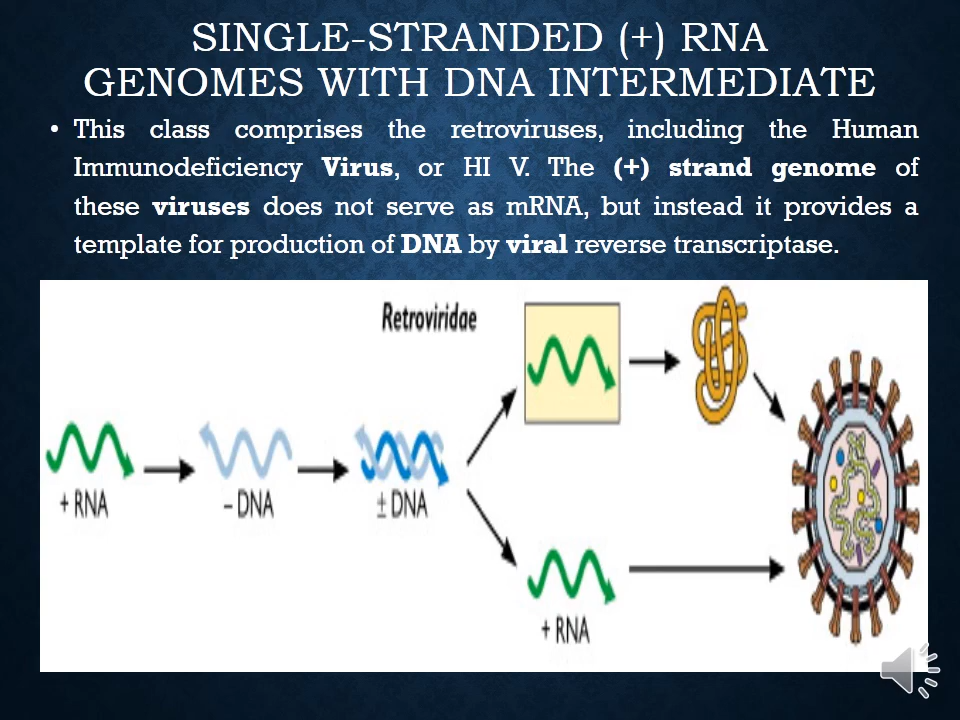 SINGLE-STRANDED (+) RNA
GENOMES WITH DNA INTERMEDIATE
• This class comprises the retroviruses, including the Human
Immunodeficiency Virus, or HI V. The (+) strand genome of
these viruses does not serve as mRNA, but instead it provides a
template for production of DNA by viral reverse transcriptase.
Retroviridae
+ RNA
– DNA
± DNA
+ RNA